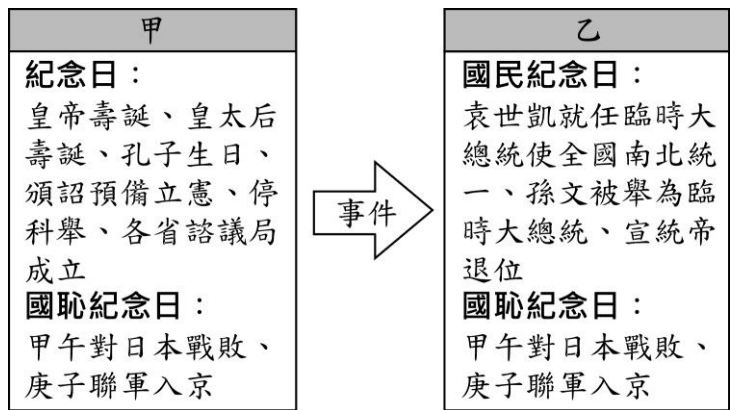 甲
紀念日：
皇帝壽誕、皇太后
壽誕、孔子生日、
頒詔預備立憲、停
科舉、各省諮議局
成立
國恥紀念日：
甲午對日本戰敗、
庚子聯軍入京
事件
乙
國民紀念日：
袁世凱就任臨時大
總統使全國南北統
一、孫文被舉為臨
時大總統、宣統帝
退位
國恥紀念日：
甲午對日本戰敗、
庚子聯軍入京